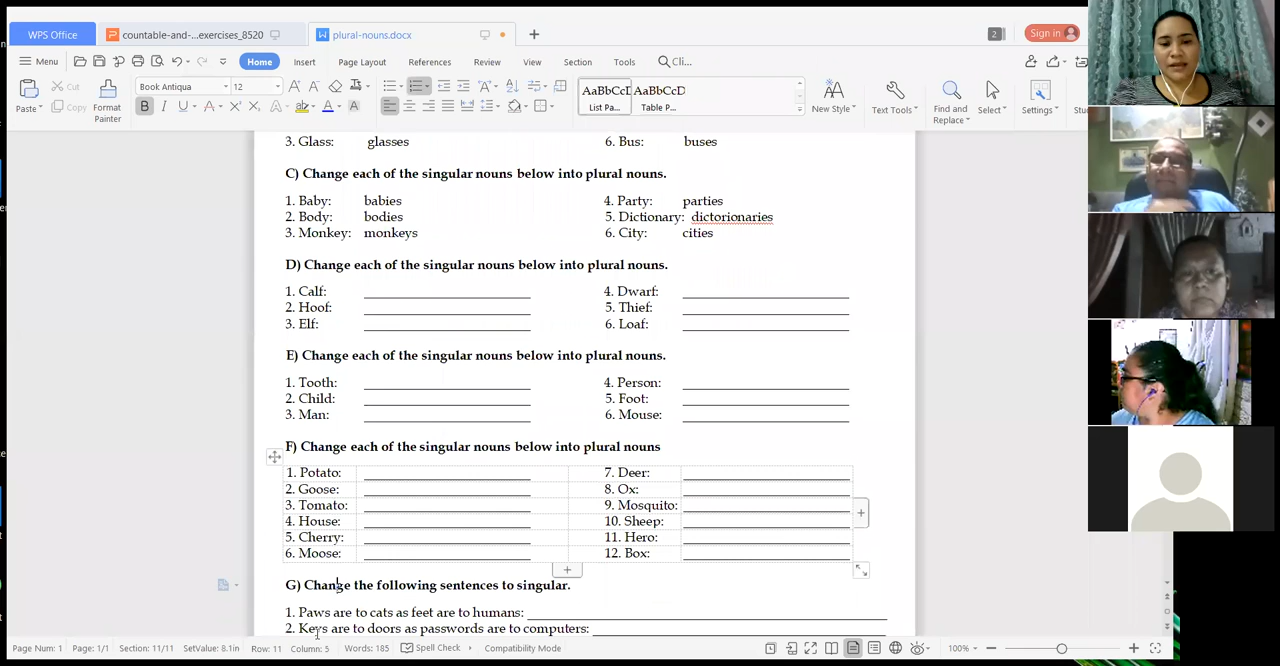 WPS Office
countable-and-...exercises_8520
plural-nouns.docx
2
Sign in
Menu
Home
Insert
Page Layout
References
Review
View
Section
Tools
Cli...
Paste
Cut
Copy
Format Painter
Book Antiqua
12
AaBbCcD
AaBbCcD
List Pa...
Table P...
New Style
Text Tools
Find and Replace
Select
Settings
3. Glass: glasses 6. Bus: buses
C) Change each of the singular nouns below into plural nouns.
1. Baby: babies 4. Party: parties
2. Body: bodies 5. Dictionary: dictorionaries
3. Monkey: monkeys 6. City: cities
D) Change each of the singular nouns below into plural nouns.
1. Calf: 4. Dwarf:
2. Hoof: 5. Thief:
3. Elf: 6. Loaf:
E) Change each of the singular nouns below into plural nouns.
1. Tooth: 4. Person:
2. Child: 5. Foot:
3. Man: 6. Mouse:
F) Change each of the singular nouns below into plural nouns
1. Potato: 7. Deer:
2. Goose: 8. Ox:
3. Tomato: 9. Mosquito:
4. House: 10. Sheep:
5. Cherry: 11. Hero:
6. Moose: 12. Box:
G) Change the following sentences to singular.
1. Paws are to cats as feet are to humans:
2. Keys are to doors as passwords are to computers:
Page Num: 1 Page: 1/1 Section: 11/11 SetValue: 8.1in Row: 11 Column: 5 Words: 185 Spell Check Compatibility Mode 100%